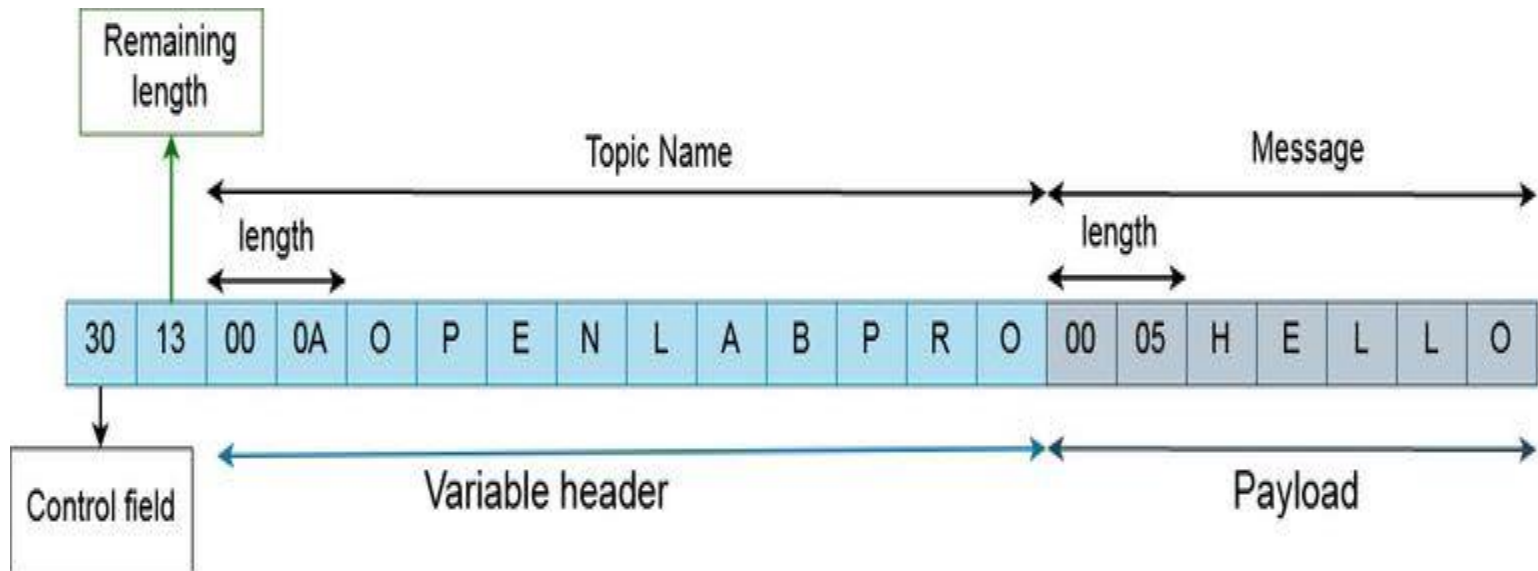 Remaining
length
Topic Name
Message
length
length
30 13 00 0A O P E N L A B P R O 00 05 H E L L O
Variable header
Payload
Control field